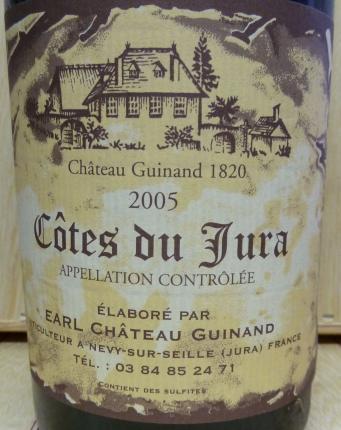 Château Guinand 1820
2005
Côtes du Jura
APPELLATION CONTRÔLÉE
ÉLABORÉ PAR
EARL CHÂTEAU GUINAND
TICULTEUR A NEVY-SUR-SEILLE (JURA) FRANCE
TÉL. : 03 84 85 24 71
CONTIENT DES SULFITES